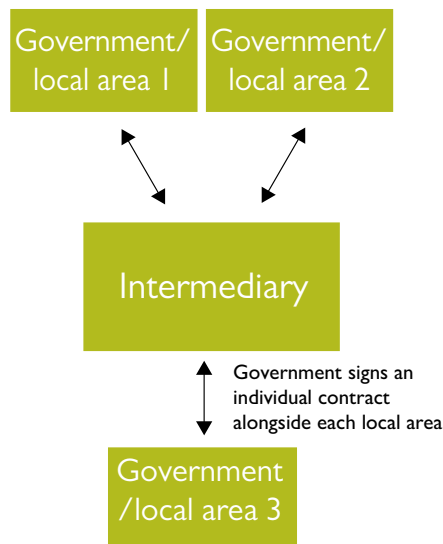 Government/
local area 1
Government/
local area 2
Intermediary
Government signs an
individual contract
alongside each local area
Government
/local area 3